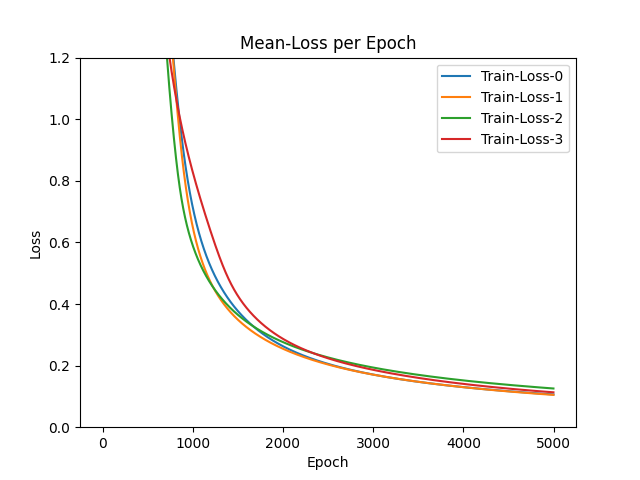 Mean-Loss per Epoch
1.2
1.0
0.8
0.6
0.4
0.2
0.0
Loss
Train-Loss-0
Train-Loss-1
Train-Loss-2
Train-Loss-3
0 1000 2000 3000 4000 5000
Epoch